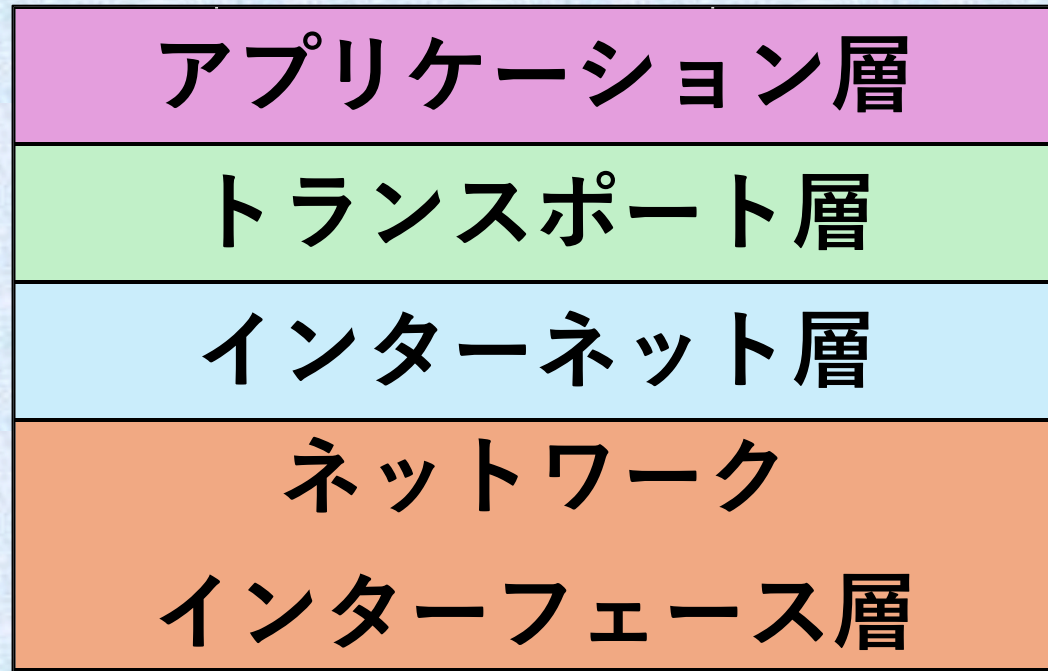 アプリケーション層
トランスポート層
インターネット層
ネットワーク
インターフェース層